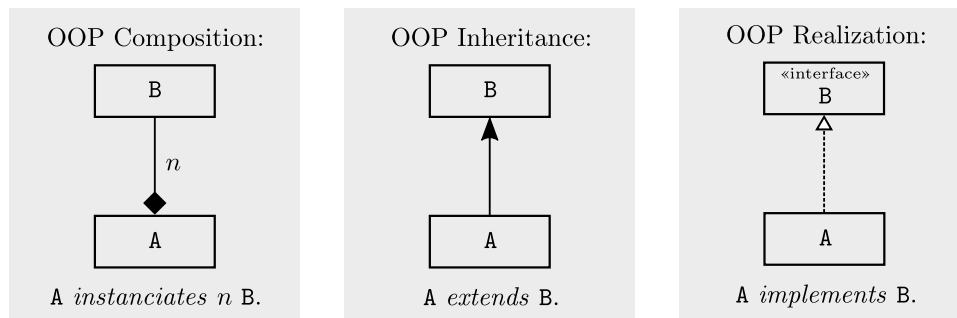 OOP Composition:
B
n
A
A instanciates n B.
OOP Inheritance:
B
A
A extends B.
OOP Realization:
«interface»
B
A
A implements B.